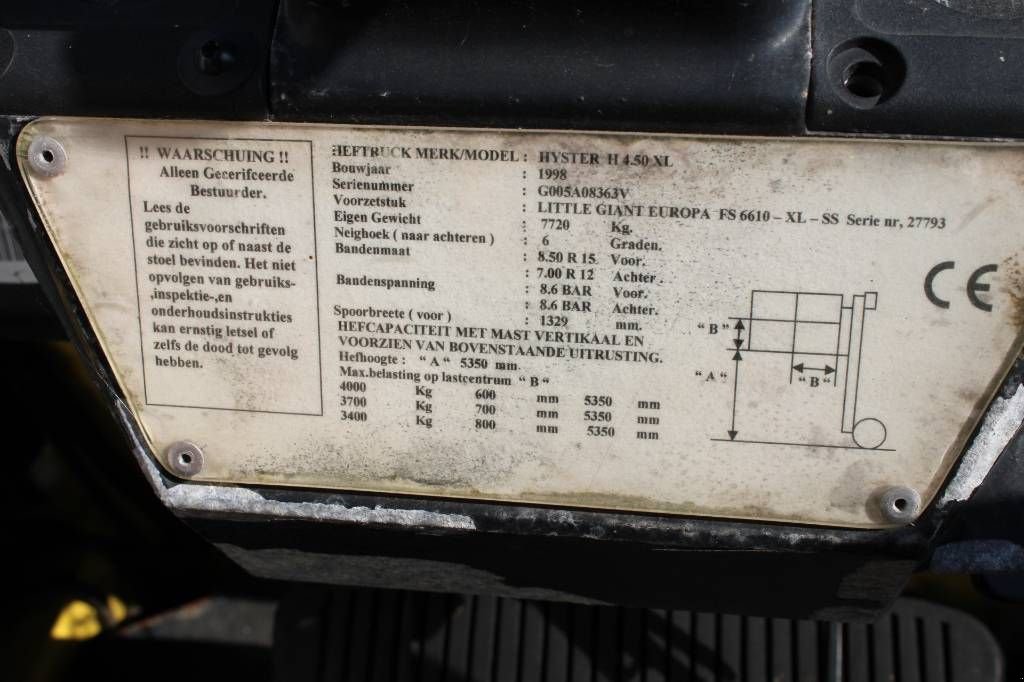 !! WAARSCHUING !!
Alleen Gecerifceerde
Bestuurder.
Lees de
gebruiksvoorschriften
die zicht op of naast de
stoel bevinden. Het niet
opvolgen van gebruiks-
,inspektie-,en
onderhoudsinstrukties
kan ernstig letsel of
zelfs de dood tot gevolg
hebben.
HEFTRUCK MERK/MODEL : HYSTER H 4.50 XL
Bouwjaar : 1998
Serienummer : G005A08363V
Voorzetstuk : LITTLE GIANT EUROPA FS 6610 – XL – SS Serie nr, 27793
Eigen Gewicht : 7720 Kg.
Neighoek ( naar achteren ) : 6 Graden.
Bandenmaat : 8.50 R 15 Voor.
: 7.00 R 12 Achter.
Bandenspanning : 8.6 BAR Voor.
: 8.6 BAR Achter.
Spoorbreete ( voor ) : 1329 mm.
HEFCAPACITEIT MET MAST VERTIKAAL EN
VOORZIEN VAN BOVENSTAANDE UITRUSTING.
Hefhoogte : "A" 5350 mm.
Max.belasting op lastcentrum "B"
4000 Kg 600 mm 5350 mm
3700 Kg 700 mm 5350 mm
3400 Kg 800 mm 5350 mm
"B"
"A"
"B"
CE